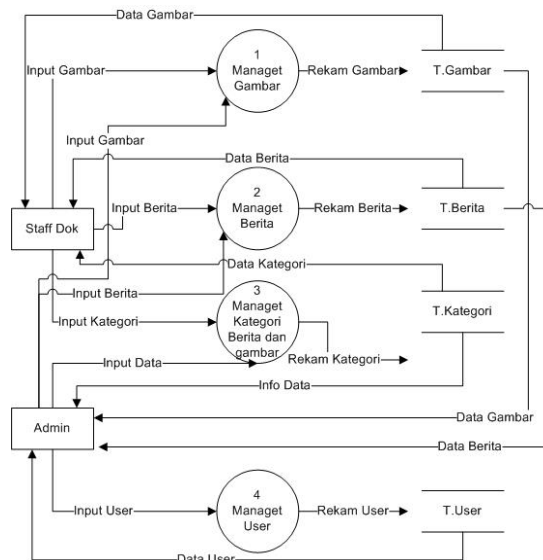 Data Gambar
1
Managet
Gambar
Input Gambar
Rekam Gambar
T.Gambar
Input Gambar
Data Berita
2
Managet
Berita
Input Berita
Rekam Berita
T.Berita
Staff Dok
Data Kategori
Input Berita
3
Managet
Kategori
Berita dan
gambar
T.Kategori
Input Kategori
Rekam Kategori
Input Data
Info Data
Data Gambar
Admin
Data Berita
4
Managet
User
Input User
Rekam User
T.User
Data User